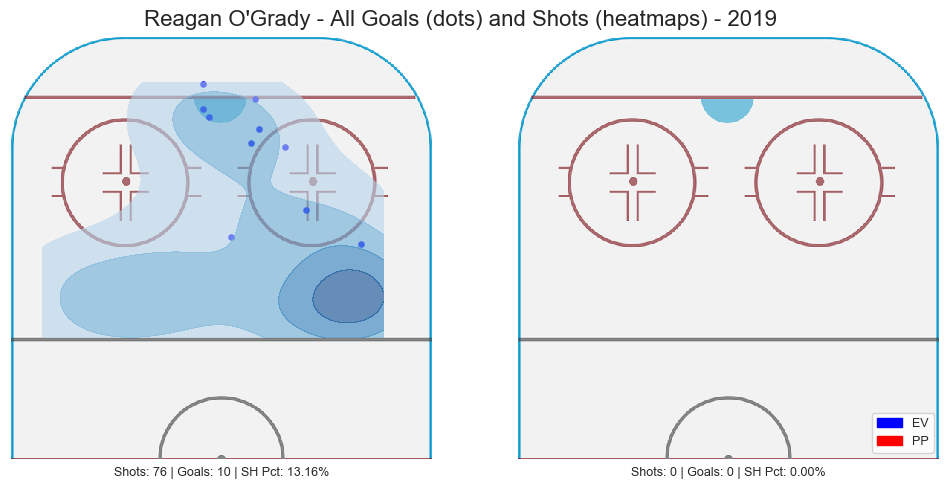 Reagan O'Grady - All Goals (dots) and Shots (heatmaps) - 2019
EV
PP
Shots: 76 | Goals: 10 | SH Pct: 13.16%
Shots: 0 | Goals: 0 | SH Pct: 0.00%